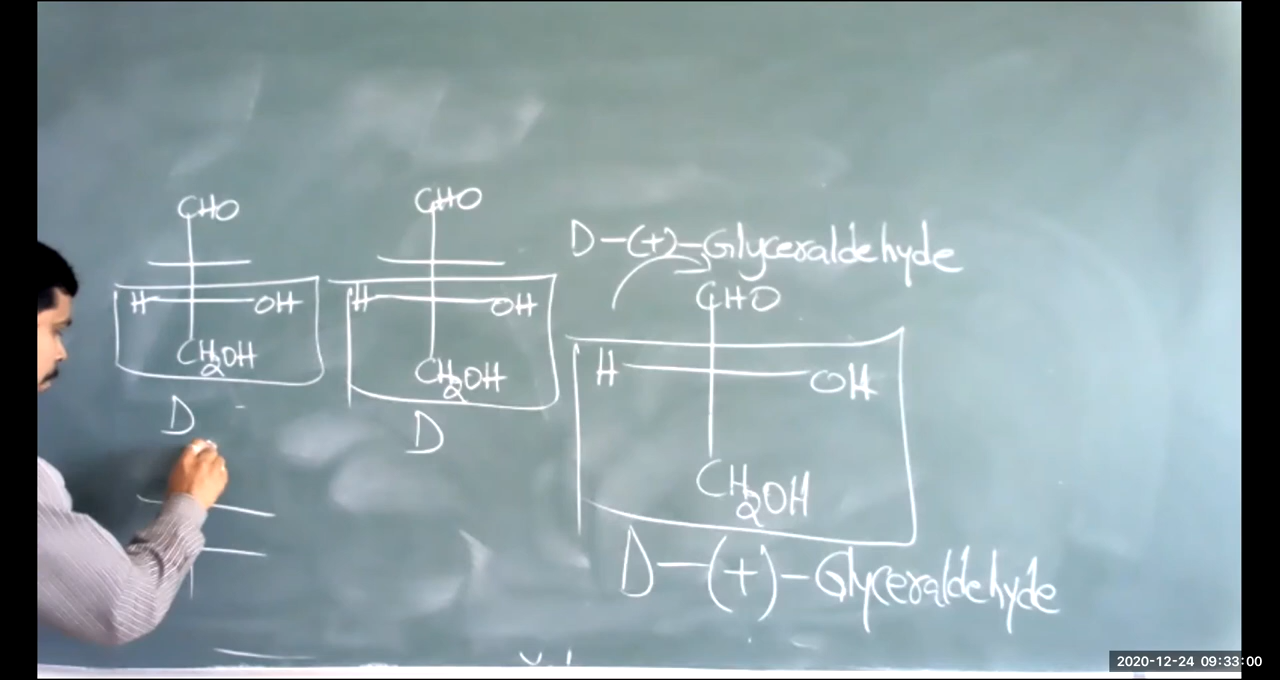 CHO
H OH
CH2OH
D
CHO
H OH
CH2OH
D
D-(+)-Glyceraldehyde
CHO
H OH
CH2OH
D-(+)-Glyceraldehyde
2020-12-24 09:33:00